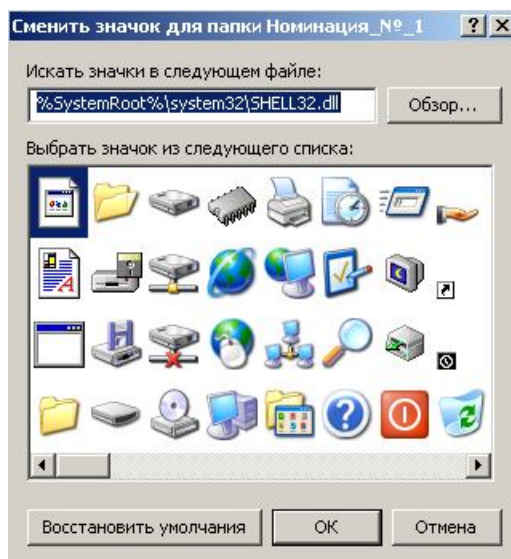 Сменить значок для папки Номинация_№_1
Искать значки в следующем файле:
%SystemRoot%\system32\SHELL32.dll
Обзор...
Выбрать значок из следующего списка:
Восстановить умолчания
ОК
Отмена